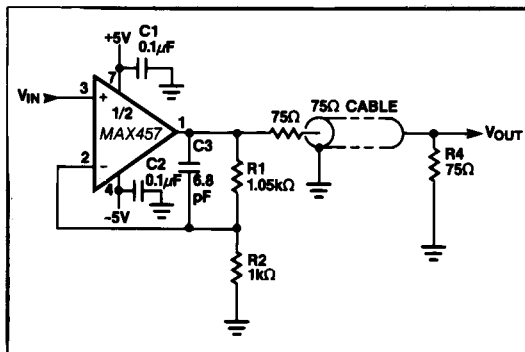 +5V
C1
0.1μF
7
VIN
3
+
1/2
MAX457
1
2
-
4
C2
0.1μF
-5V
C3
6.8
pF
R1
1.05kΩ
R2
1kΩ
75Ω
75Ω CABLE
VOUT
R4
75Ω